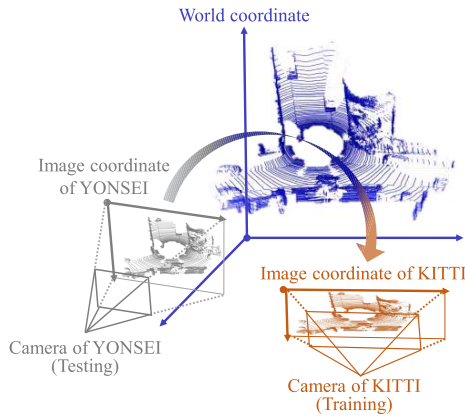 World coordinate
Image coordinate
of YONSEI
Image coordinate of KITTI
Camera of YONSEI
(Testing)
Camera of KITTI
(Training)